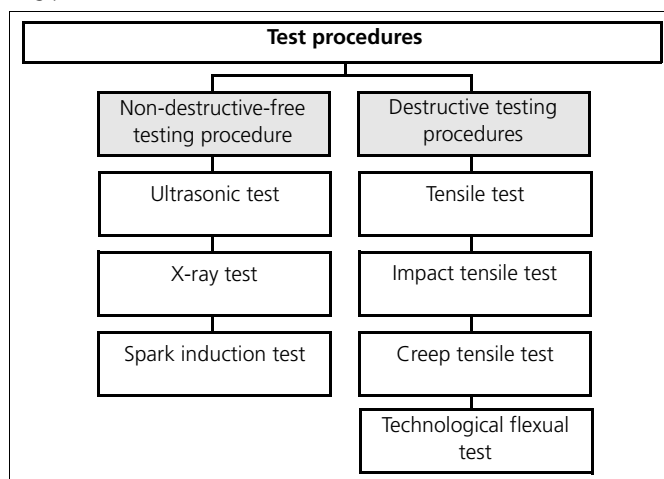 Test procedures
Non-destructive-free
testing procedure
Destructive testing
procedures
Ultrasonic test
Tensile test
X-ray test
Impact tensile test
Spark induction test
Creep tensile test
Technological flexual
test